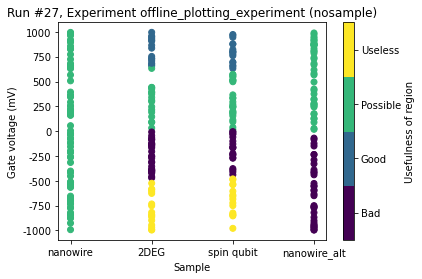 Run #27, Experiment offline_plotting_experiment (nosample)
1000
750
500
250
0
-250
-500
-750
-1000
Gate voltage (mV)
nanowire
2DEG
spin qubit
nanowire_alt
Sample
Useless
Possible
Good
Bad
Usefulness of region